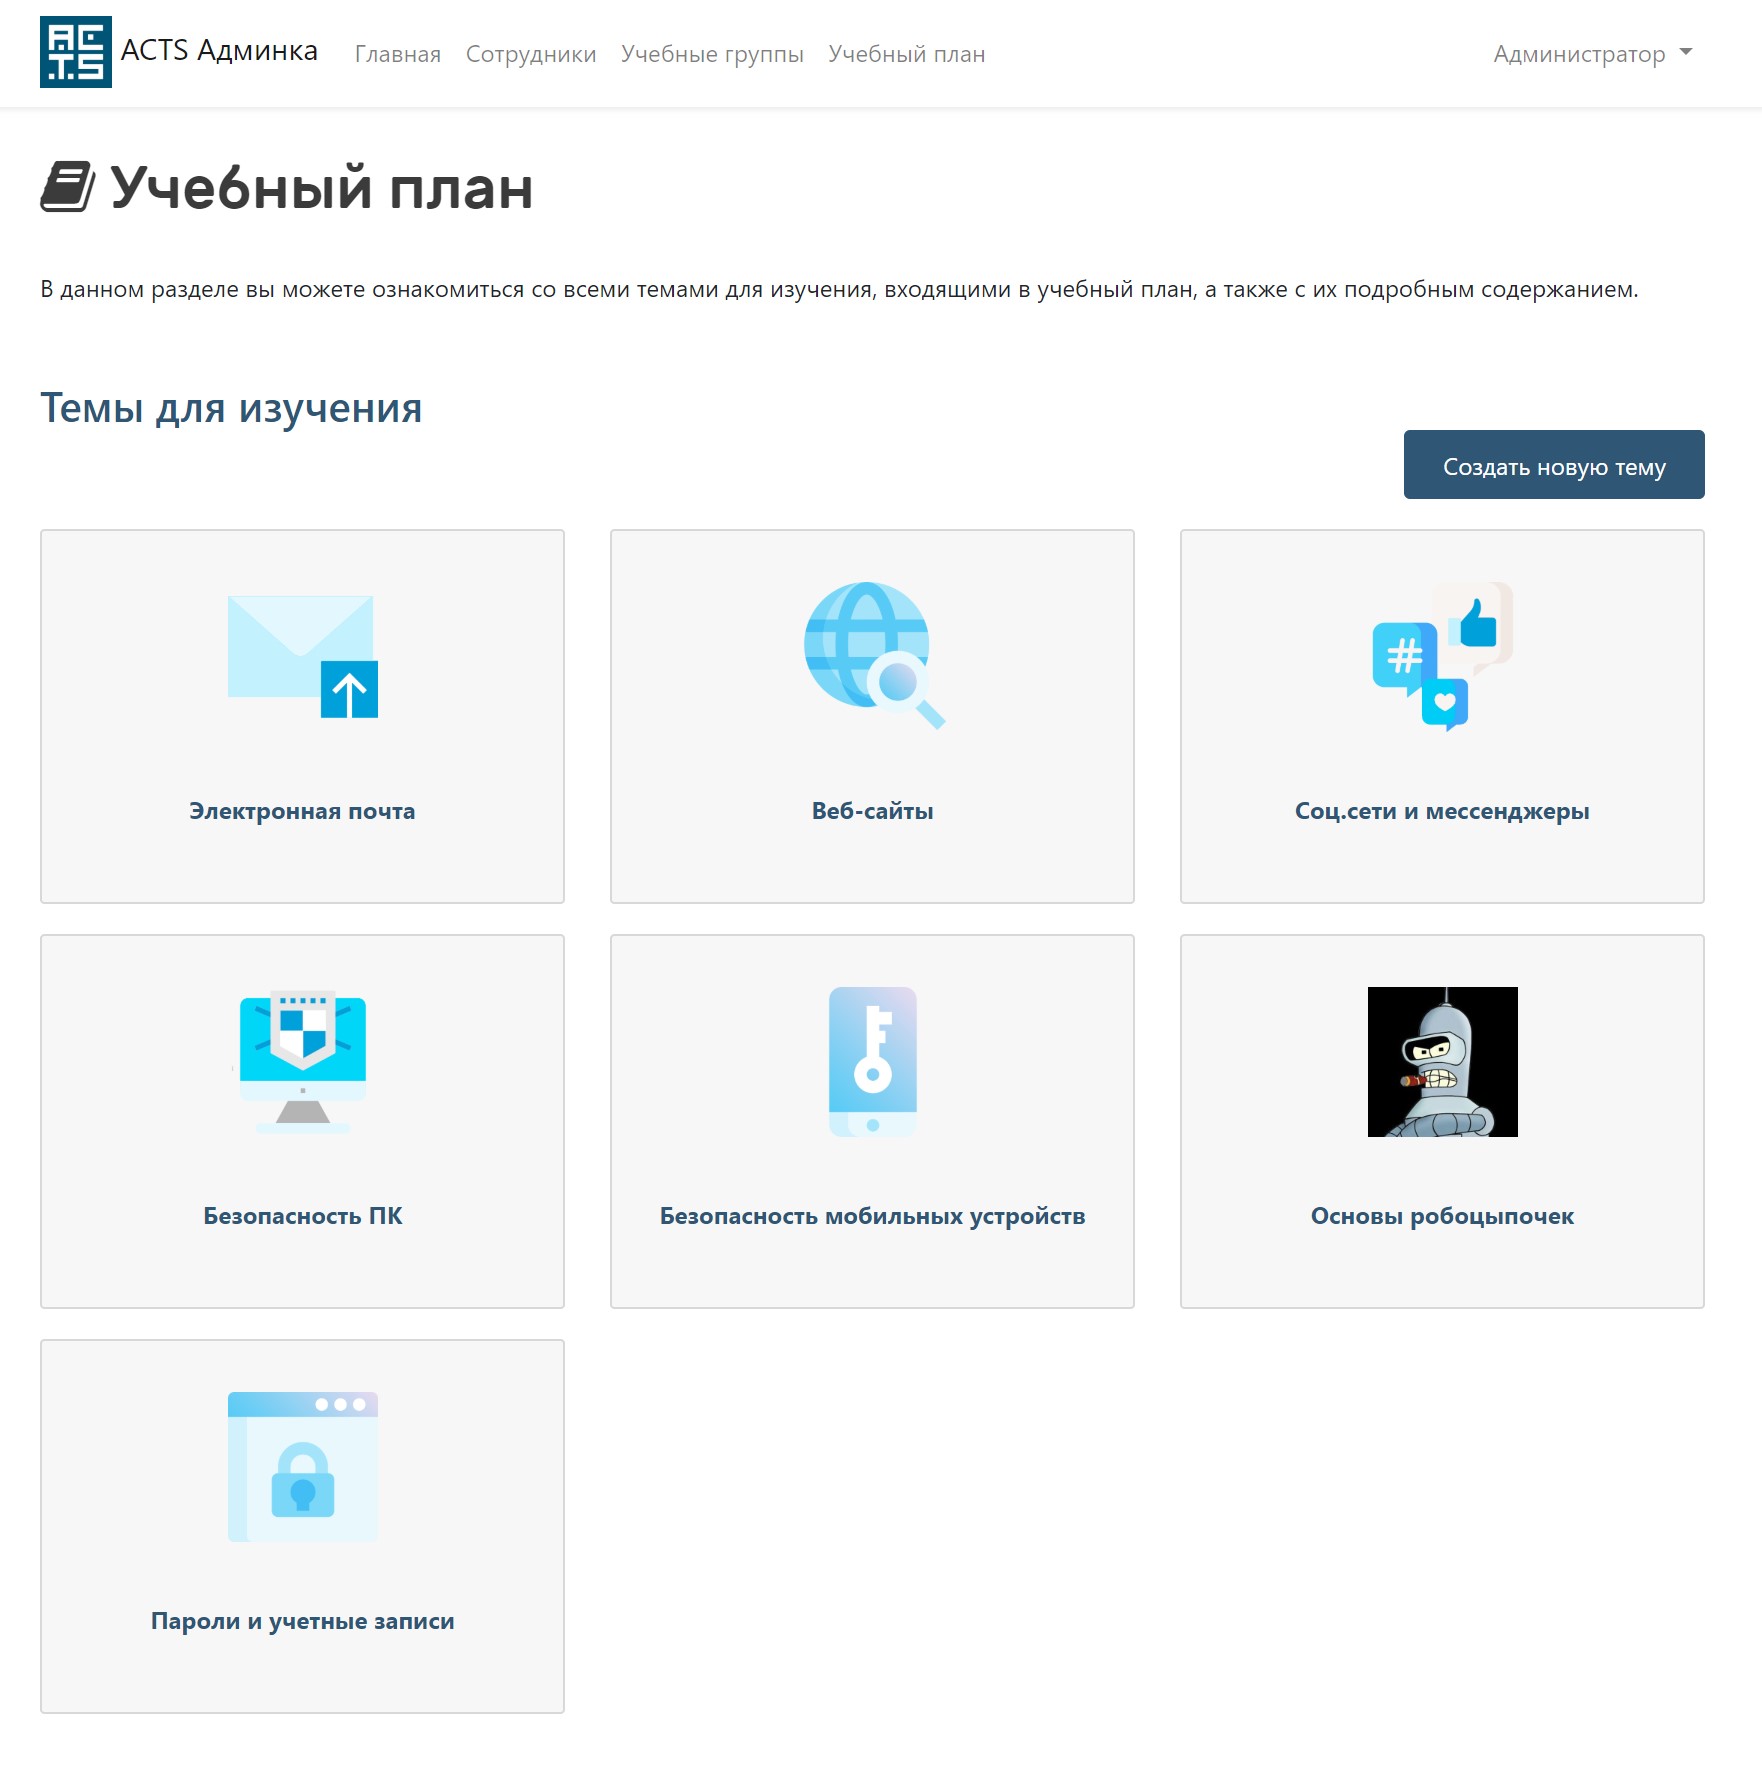 ACTS
ACTS Админка
Главная
Сотрудники
Учебные группы
Учебный план
Администратор
Учебный план
В данном разделе вы можете ознакомиться со всеми темами для изучения, входящими в учебный план, а также с их подробным содержанием.
Темы для изучения
Создать новую тему
Электронная почта
Веб-сайты
#
Соц.сети и мессенджеры
Безопасность ПК
Безопасность мобильных устройств
Основы робоцыпочек
Пароли и учетные записи